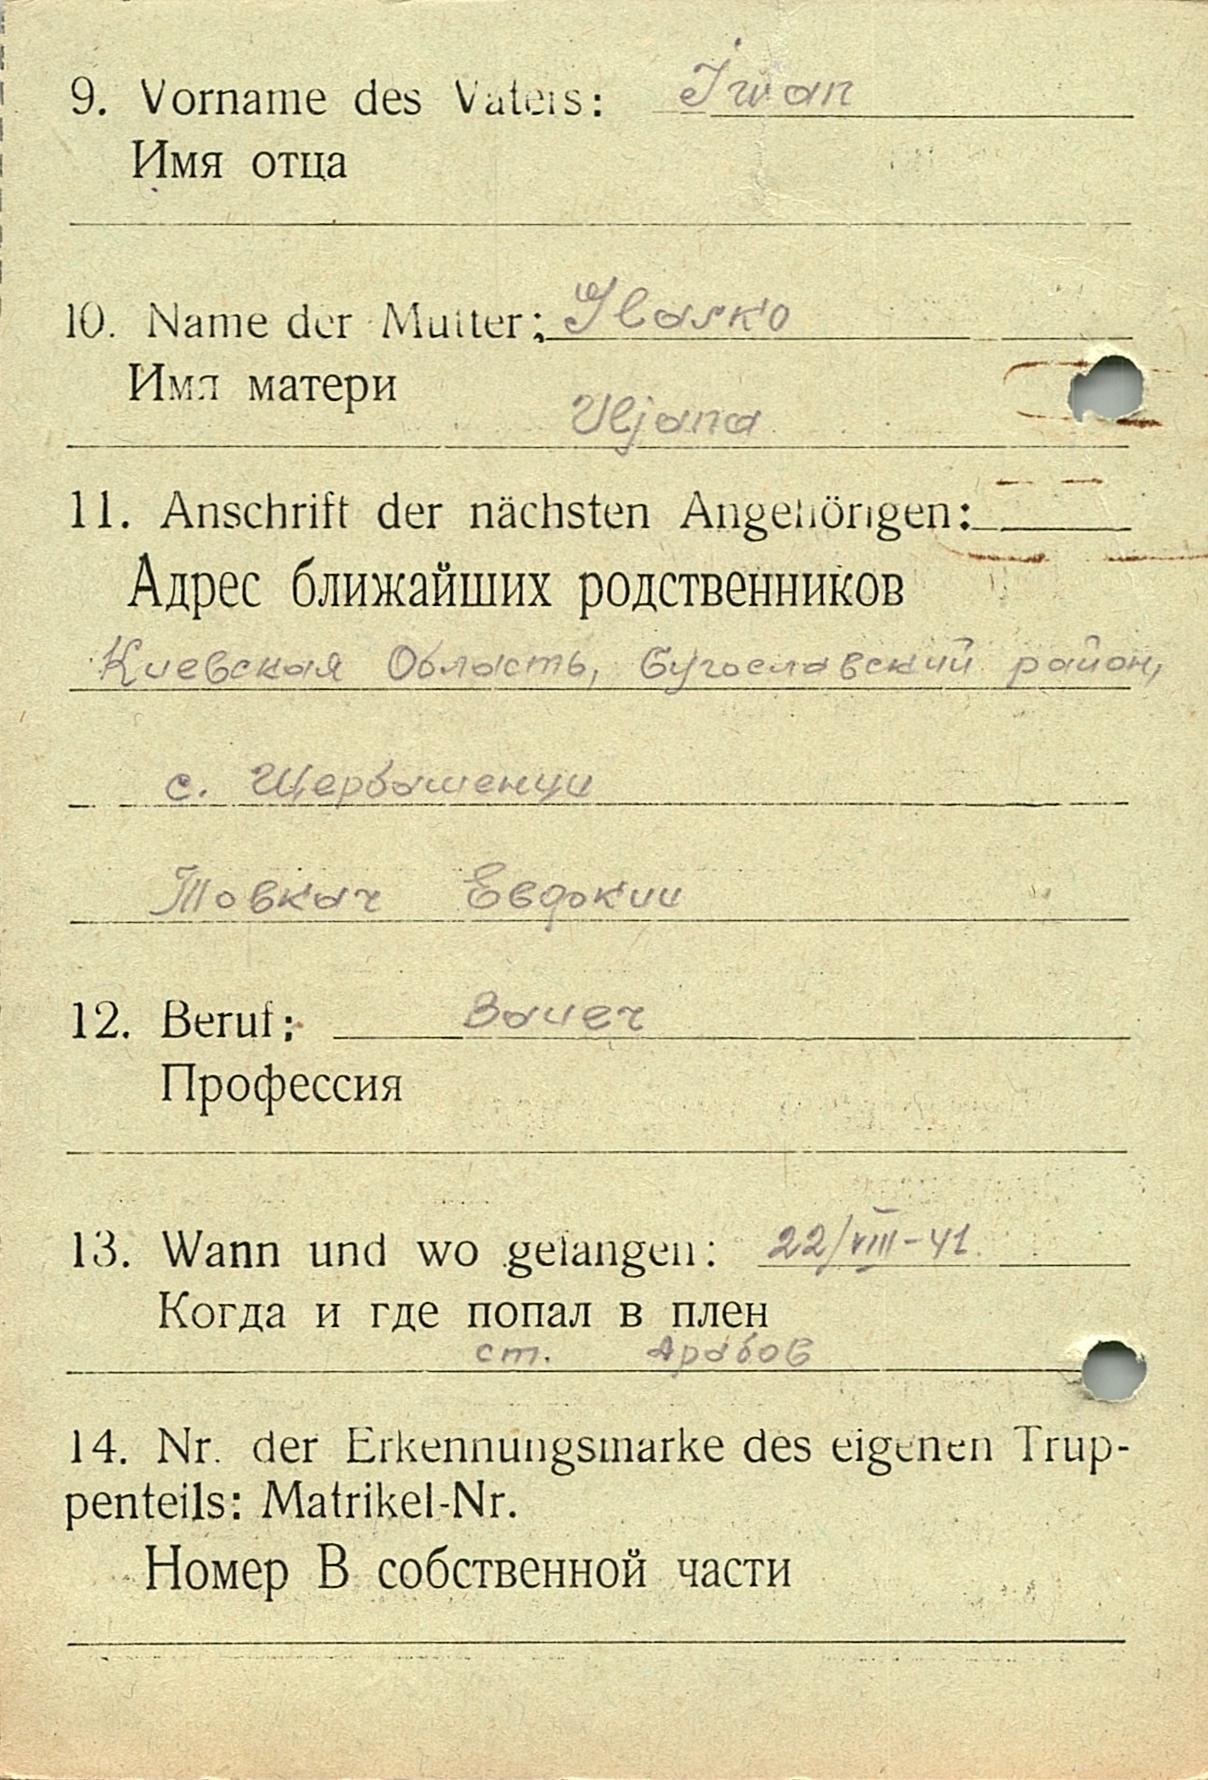 9. Vorname des Vaters: Iwan
Имя отца
10. Name der Mutter:
Имя матери
Uljana
11. Anschrift der nächsten Angehörigen:
Адрес ближайших родственников
Киевская Область, Бугославский район,
с. Щербашенци
Товкач Евдокии
12. Beruf: Bauer
Профессия
13. Wann und wo gefangen: 22/VIII-41
Когда и где попал в плен
ст. Арабов
14. Nr. der Erkennungsmarke des eigenen Trup-
penteils: Matrikel-Nr.
Номер В собственной части